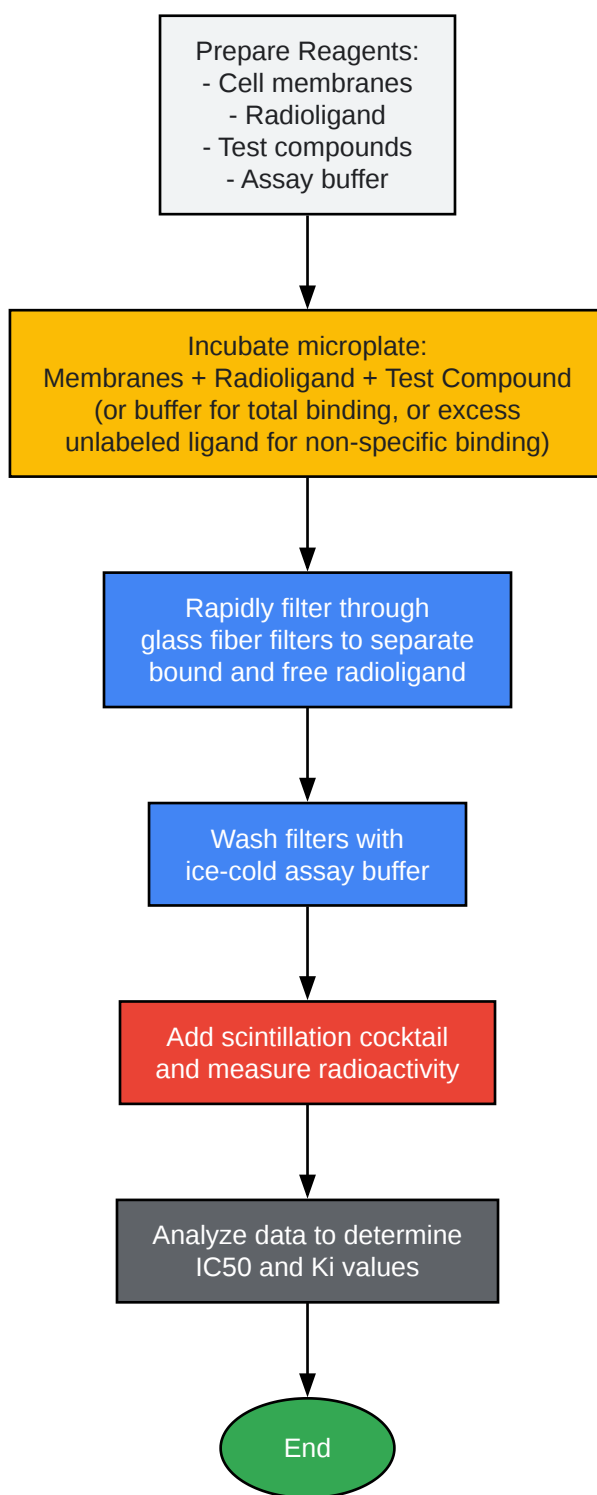 Prepare Reagents:
- Cell membranes
- Radioligand
- Test compounds
- Assay buffer
Incubate microplate:
Membranes + Radioligand + Test Compound
(or buffer for total binding, or excess
unlabeled ligand for non-specific binding)
Rapidly filter through
glass fiber filters to separate
bound and free radioligand
Wash filters with
ice-cold assay buffer
Add scintillation cocktail
and measure radioactivity
Analyze data to determine
IC50 and Ki values
End